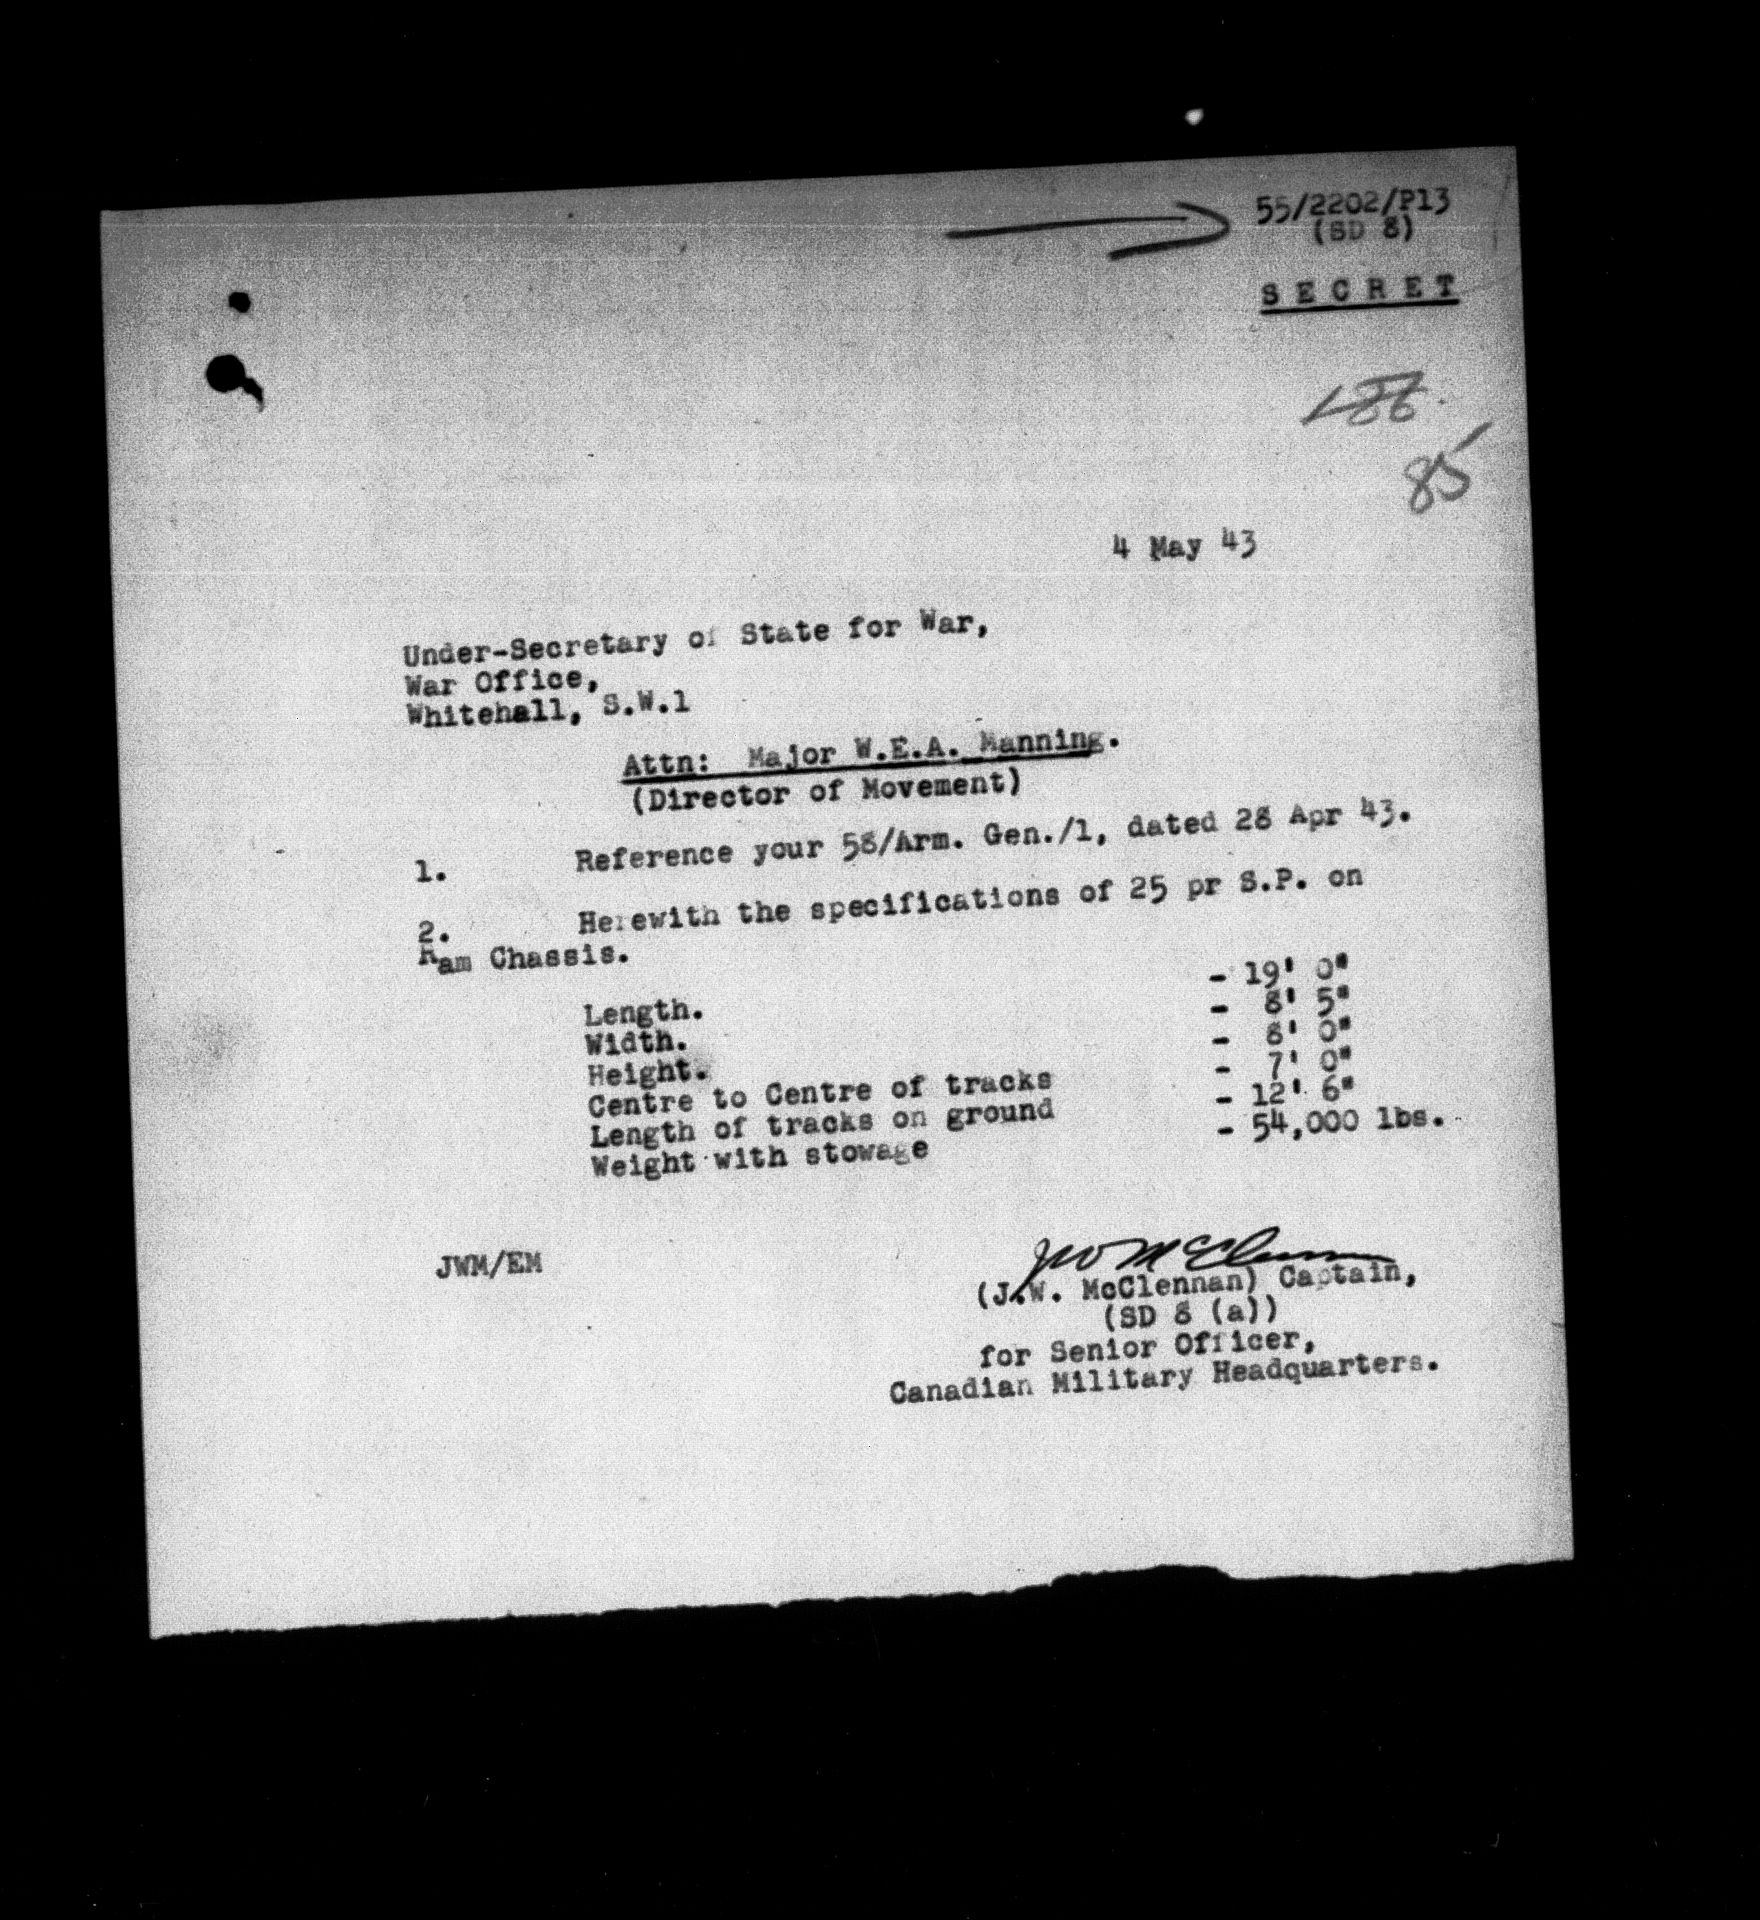 55/2202/P13
(SD 8)
S E C R E T
86
85
4 May 43
Under-Secretary of State for War,
War Office,
Whitehall, S.W.1
Attn: Major W.E.A. Manning.
(Director of Movement)
1. Reference your 58/Arm. Gen./1, dated 28 Apr 43.
2. Herewith the specifications of 25 pr S.P. on
Ram Chassis.
Length. - 19' 0"
Width. - 8' 5"
Height. - 8' 0"
Centre to Centre of tracks - 7' 0"
Length of tracks on ground - 12' 6"
Weight with stowage - 54,000 lbs.
JWM/EM
JW McClennan
(J.W. McClennan) Captain,
(SD 8 (a))
for Senior Officer,
Canadian Military Headquarters.